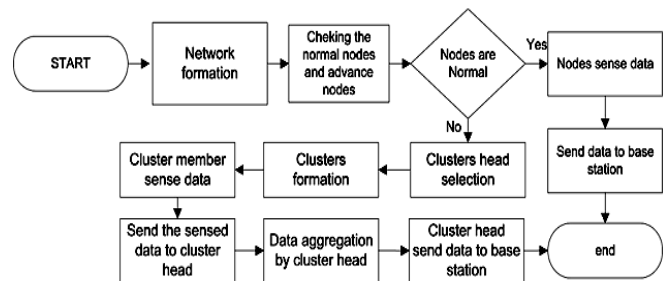 START
Network
formation
Cheking the
normal nodes
and advance
nodes
Nodes are
Normal
Yes
Nodes sense data
No
Send data to base
station
Clusters head
selection
Clusters
formation
Cluster member
sense data
Send the sensed
data to cluster
head
Data aggregation
by cluster head
Cluster head
send data to base
station
end